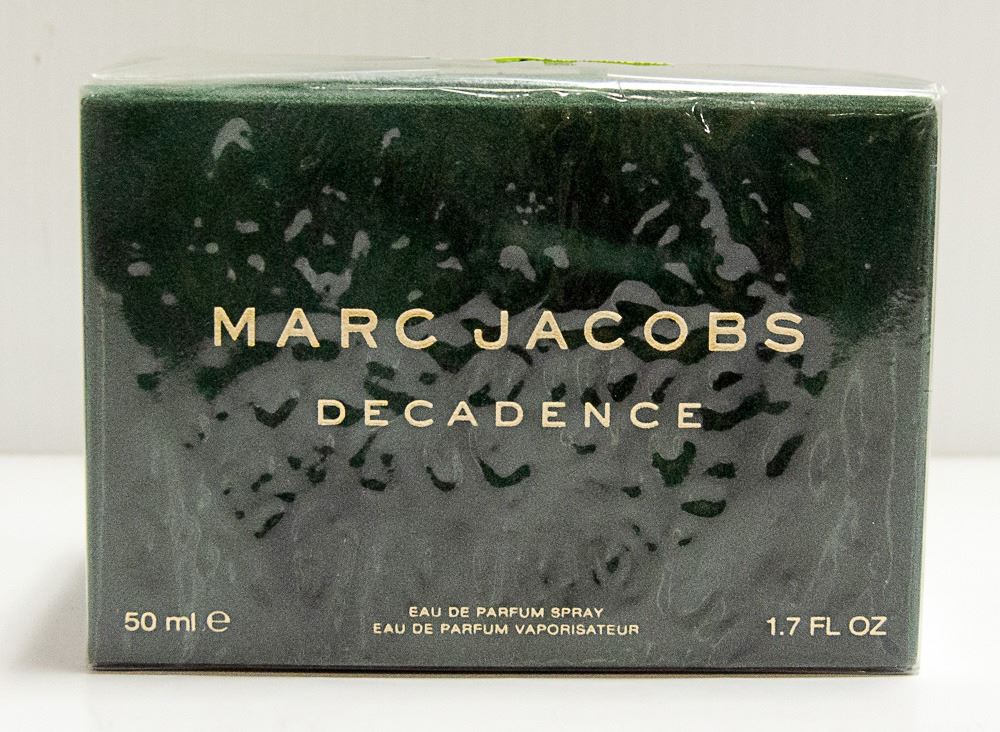 MARC JACOBS
DECADENCE
EAU DE PARFUM SPRAY
EAU DE PARFUM VAPORISATEUR
50 ml ℮
1.7 FL OZ